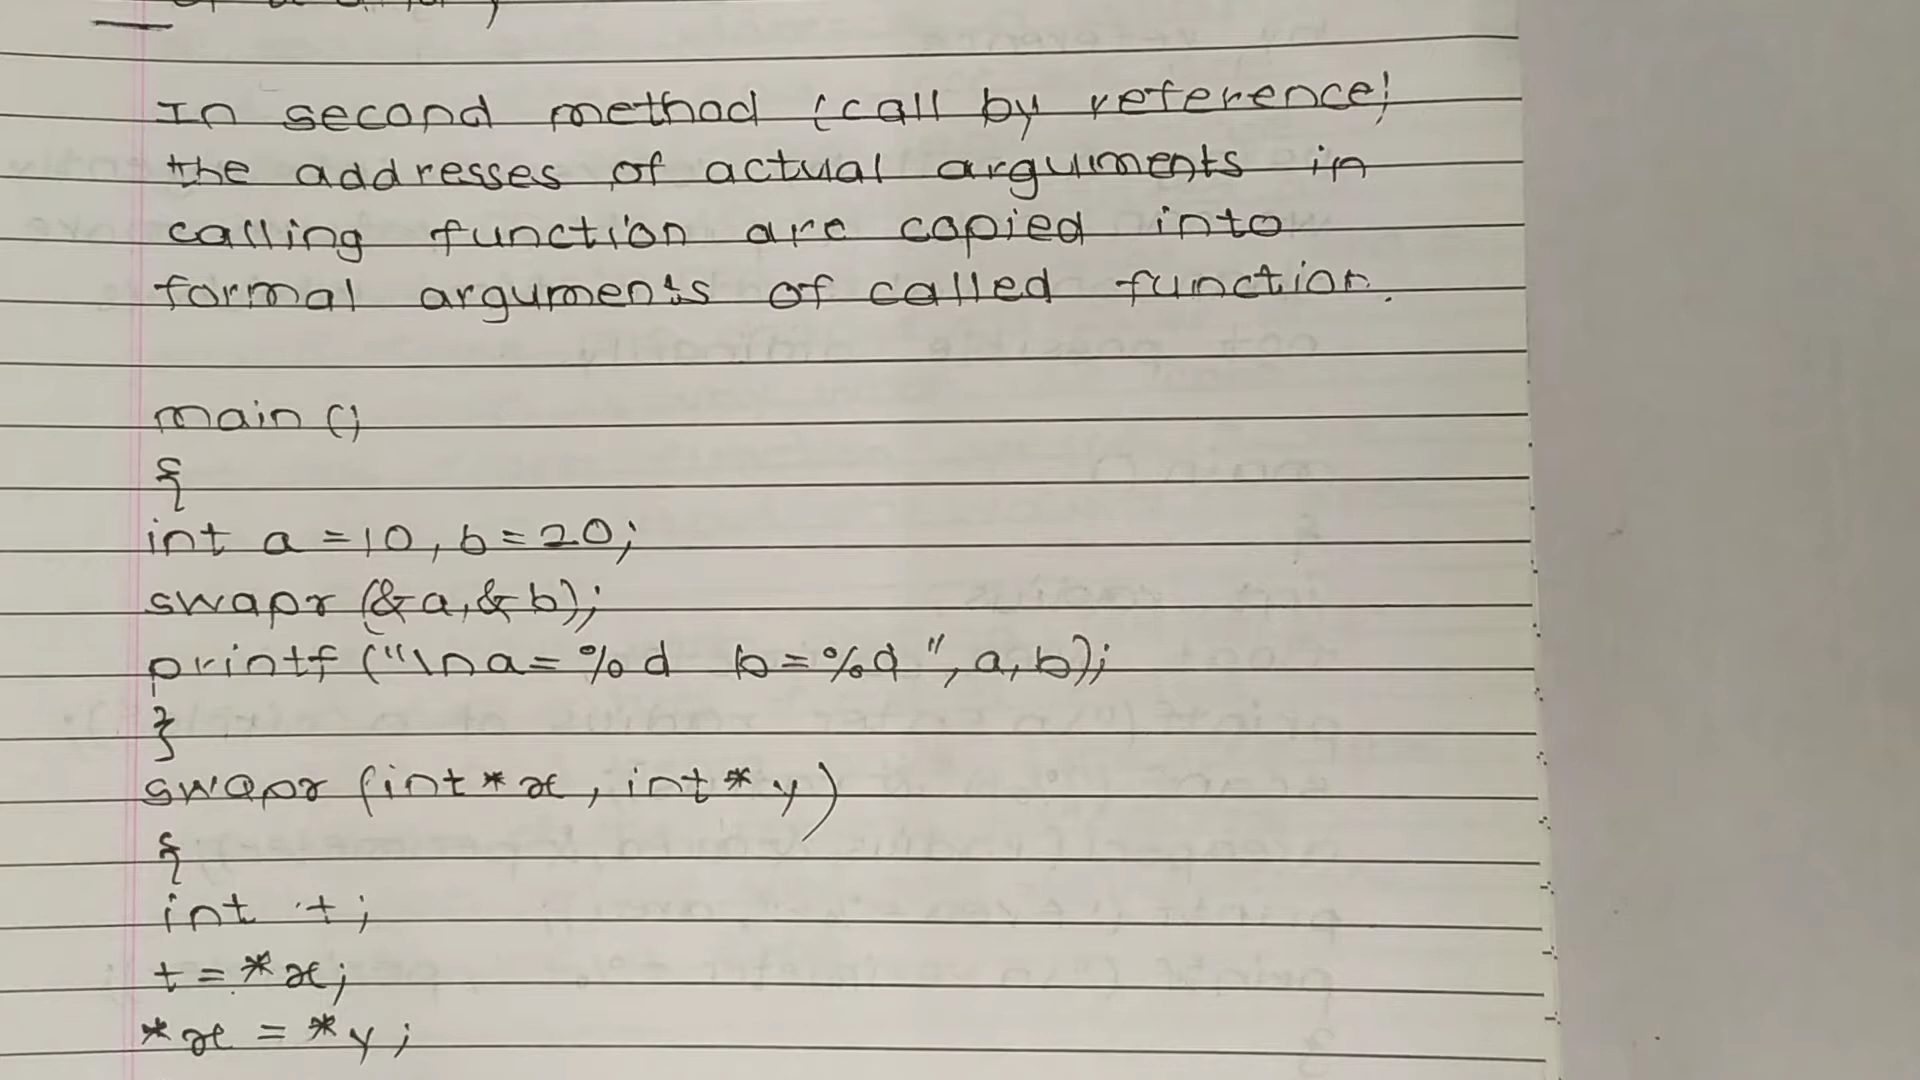 In second method (call by reference)
the addresses of actual arguments in
calling function are copied into
formal arguments of called function.
main ()
{
int a = 10, b = 20;
swapr (&a, &b);
printf ("\n a = %d b = %d", a, b);
}
swapr (int *x, int *y)
{
int t;
t = *x;
*x = *y;